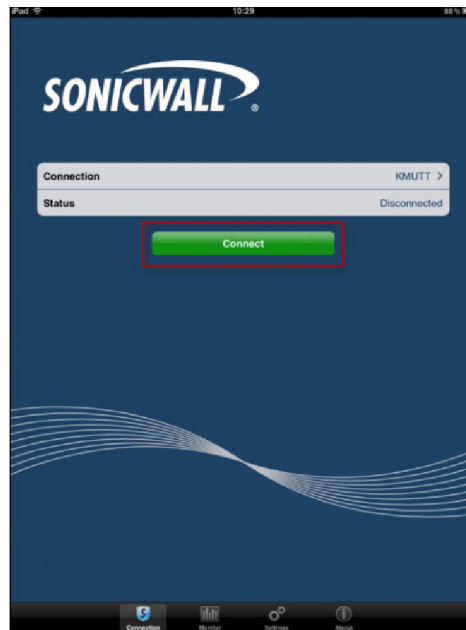 iPad 10:29 88%
SONICWALL®
Connection KMUTT >
Status Disconnected
Connect
Connection Monitor Settings About